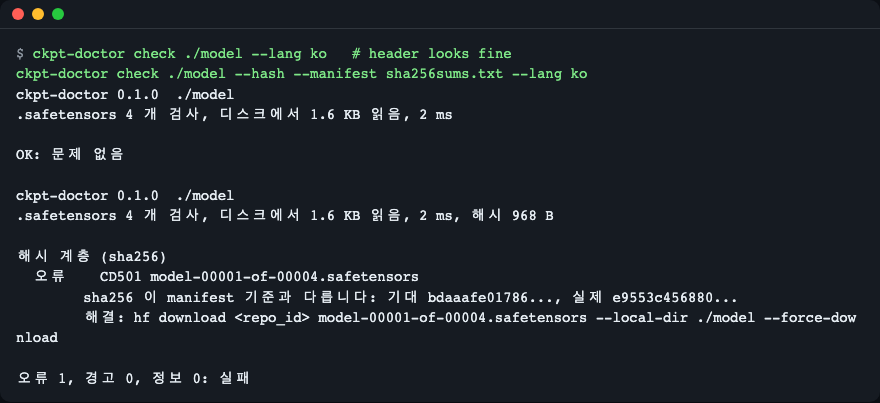 $ ckpt-doctor check ./model --lang ko   # header looks fine
ckpt-doctor check ./model --hash --manifest sha256sums.txt --lang ko
ckpt-doctor 0.1.0  ./model
.safetensors 4 개 검사, 디스크에서 1.6 KB 읽음, 2 ms
OK: 문제 없음
ckpt-doctor 0.1.0  ./model
.safetensors 4 개 검사, 디스크에서 1.6 KB 읽음, 2 ms, 해시 968 B
해시 계층 (sha256)
오류    CD501 model-00001-of-00004.safetensors
sha256 이 manifest 기준과 다릅니다: 기대 bdaaafe01786..., 실제 e9553c456880...
해결: hf download <repo_id> model-00001-of-00004.safetensors --local-dir ./model --force-dow
nload
오류 1, 경고 0, 정보 0: 실패